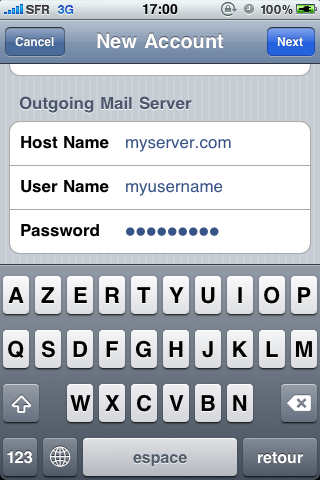 SFR 3G 17:00 100%
Cancel New Account Next
Outgoing Mail Server
Host Name myserver.com
User Name myusername
Password ●●●●●●●●●
A Z E R T Y U I O P
Q S D F G H J K L M
W X C V B N
123 espace retour